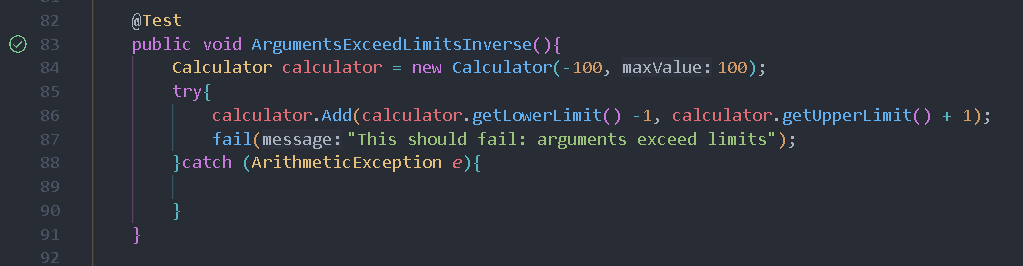 82 @Test
83 public void ArgumentsExceedLimitsInverse(){
84 Calculator calculator = new Calculator(-100, maxValue: 100);
85 try{
86 calculator.Add(calculator.getLowerLimit() -1, calculator.getUpperLimit() + 1);
87 fail(message: "This should fail: arguments exceed limits");
88 }catch (ArithmeticException e){
89
90 }
91 }
92